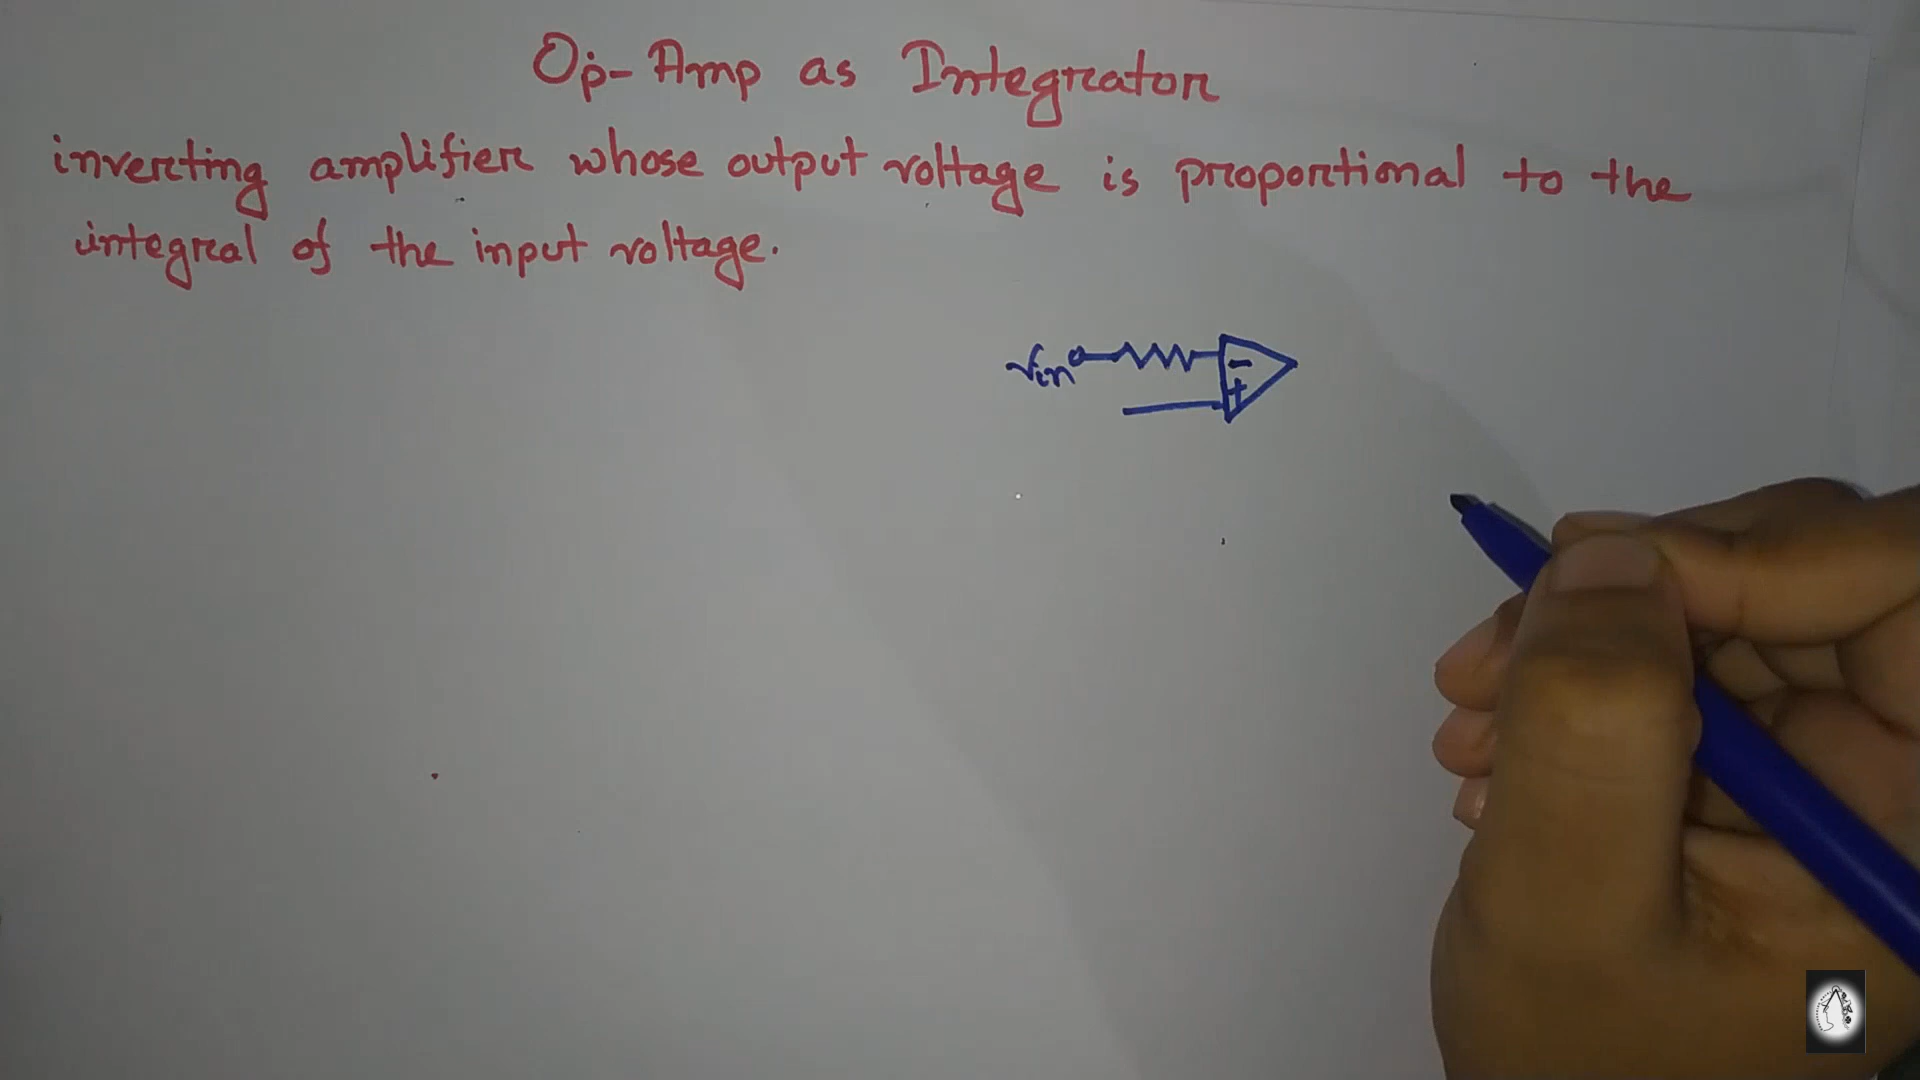 Op-Amp as Integrator
inverting amplifier whose output voltage is proportional to the
integral of the input voltage.
Vin
-
+